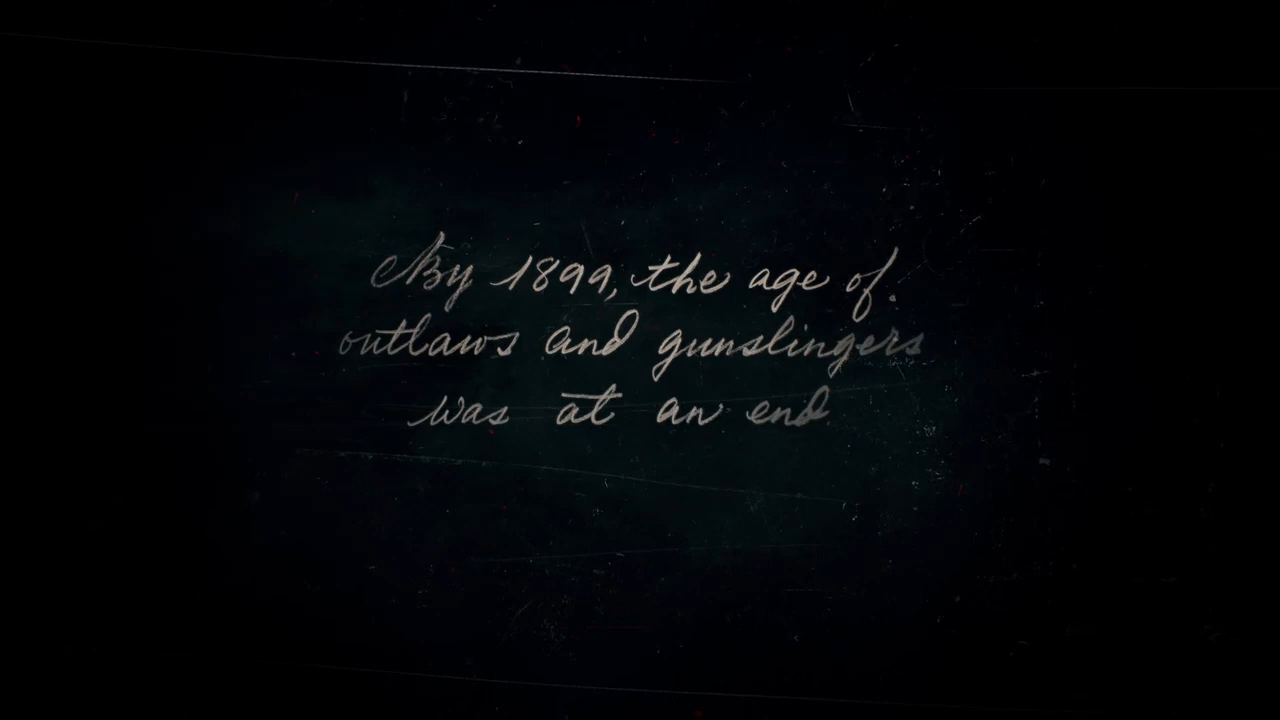 By 1899, the age of
outlaws and gunslingers
was at an end